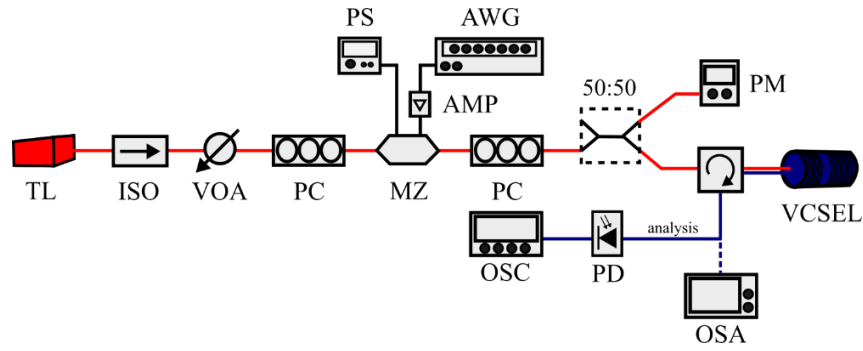 PS
AWG
AMP
50:50
PM
TL
ISO
VOA
PC
MZ
PC
VCSEL
OSC
PD
analysis
OSA